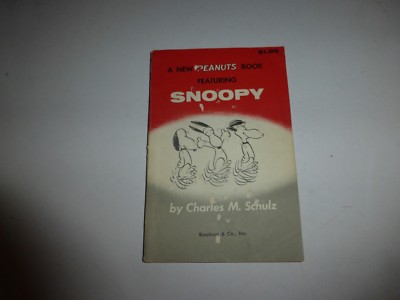 $1.00
A NEW PEANUTS BOOK
FEATURING
SNOOPY
by Charles M. Schulz
Rinehart & Co., Inc.